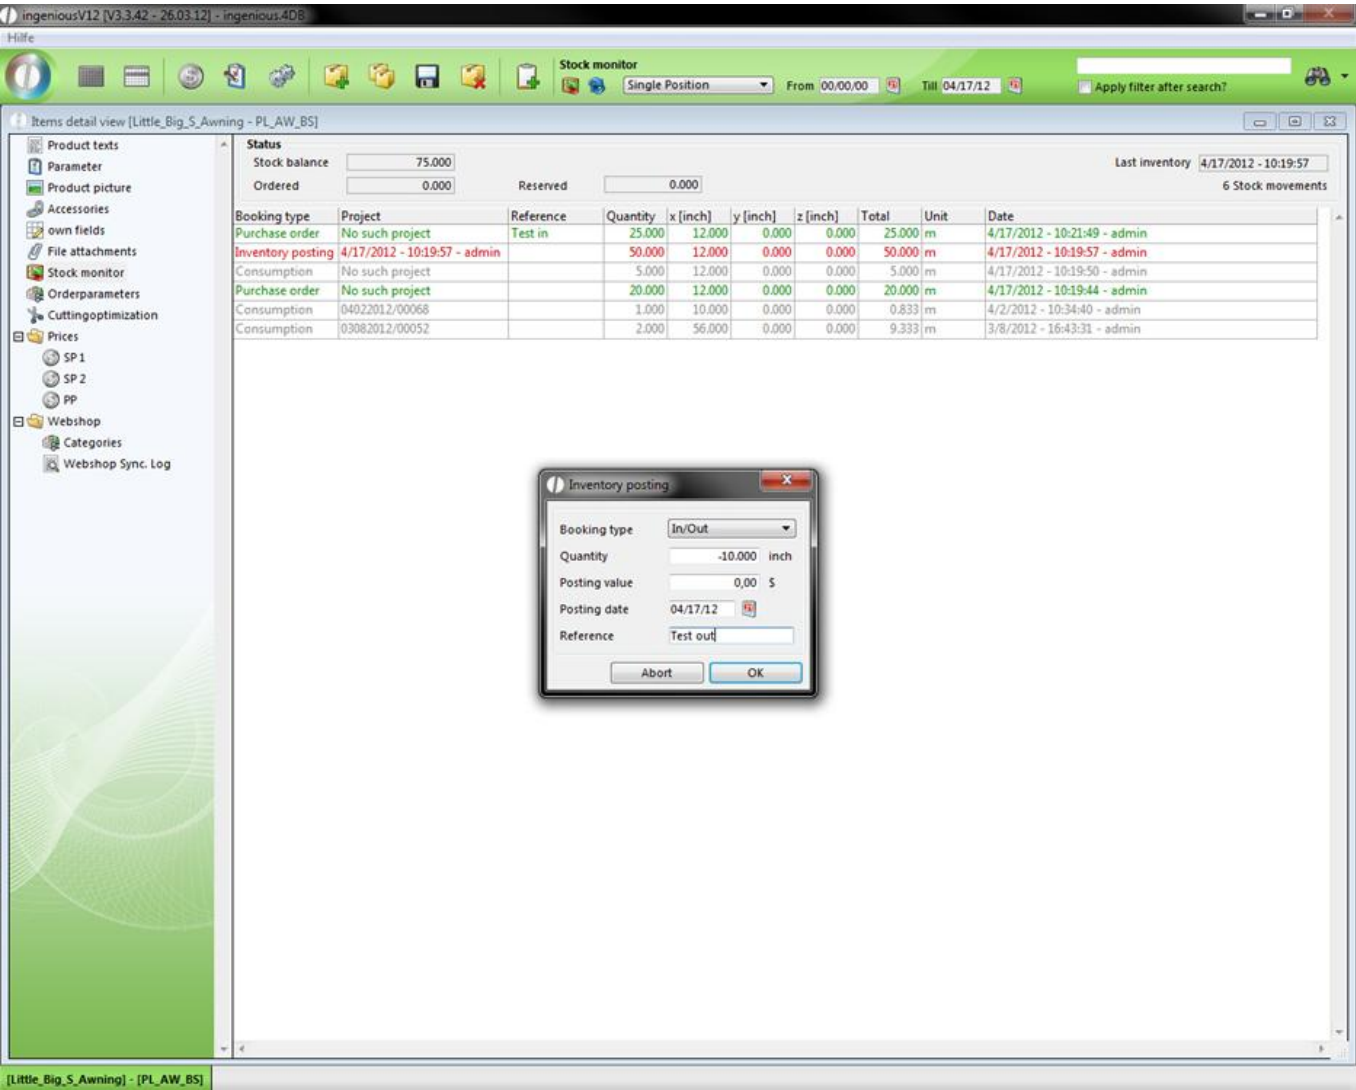 ingeniousV12 [V3.3.42 - 26.03.12] - ingenious.4DB
Hilfe
Stock monitor
Single Position From 00/00/00 Till 04/17/12 Apply filter after search?
Items detail view [Little_Big_S_Awning - PL_AW_BS]
Product texts
Parameter
Product picture
Accessories
own fields
File attachments
Stock monitor
Orderparameters
Cuttingoptimization
Prices
SP 1
SP 2
PP
Webshop
Categories
Webshop Sync. Log
Status
Stock balance 75.000 Last inventory 4/17/2012 - 10:19:57
Ordered 0.000 Reserved 0.000 6 Stock movements
Booking type Project Reference Quantity x [inch] y [inch] z [inch] Total Unit Date
Purchase order No such project Test in 25.000 12.000 0.000 0.000 25.000 m 4/17/2012 - 10:21:49 - admin
Inventory posting 4/17/2012 - 10:19:57 - admin 50.000 12.000 0.000 0.000 50.000 m 4/17/2012 - 10:19:57 - admin
Consumption No such project 5.000 12.000 0.000 0.000 5.000 m 4/17/2012 - 10:19:50 - admin
Purchase order No such project 20.000 12.000 0.000 0.000 20.000 m 4/17/2012 - 10:19:44 - admin
Consumption 04022012/00068 1.000 10.000 0.000 0.000 0.833 m 4/2/2012 - 10:34:40 - admin
Consumption 03082012/00052 2.000 56.000 0.000 0.000 9.333 m 3/8/2012 - 16:43:31 - admin
Inventory posting
Booking type In/Out
Quantity -10.000 inch
Posting value 0,00 $
Posting date 04/17/12
Reference Test out
Abort OK
[Little_Big_S_Awning] - [PL_AW_BS]